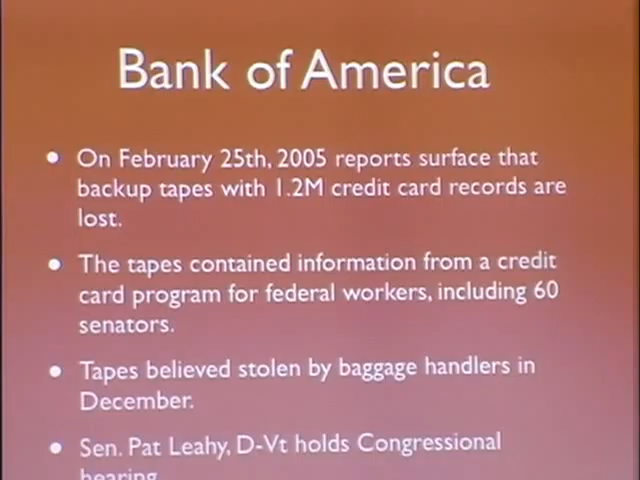 Bank of America
• On February 25th, 2005 reports surface that
backup tapes with 1.2M credit card records are
lost.
• The tapes contained information from a credit
card program for federal workers, including 60
senators.
• Tapes believed stolen by baggage handlers in
December.
• Sen. Pat Leahy, D-Vt holds Congressional
hearing